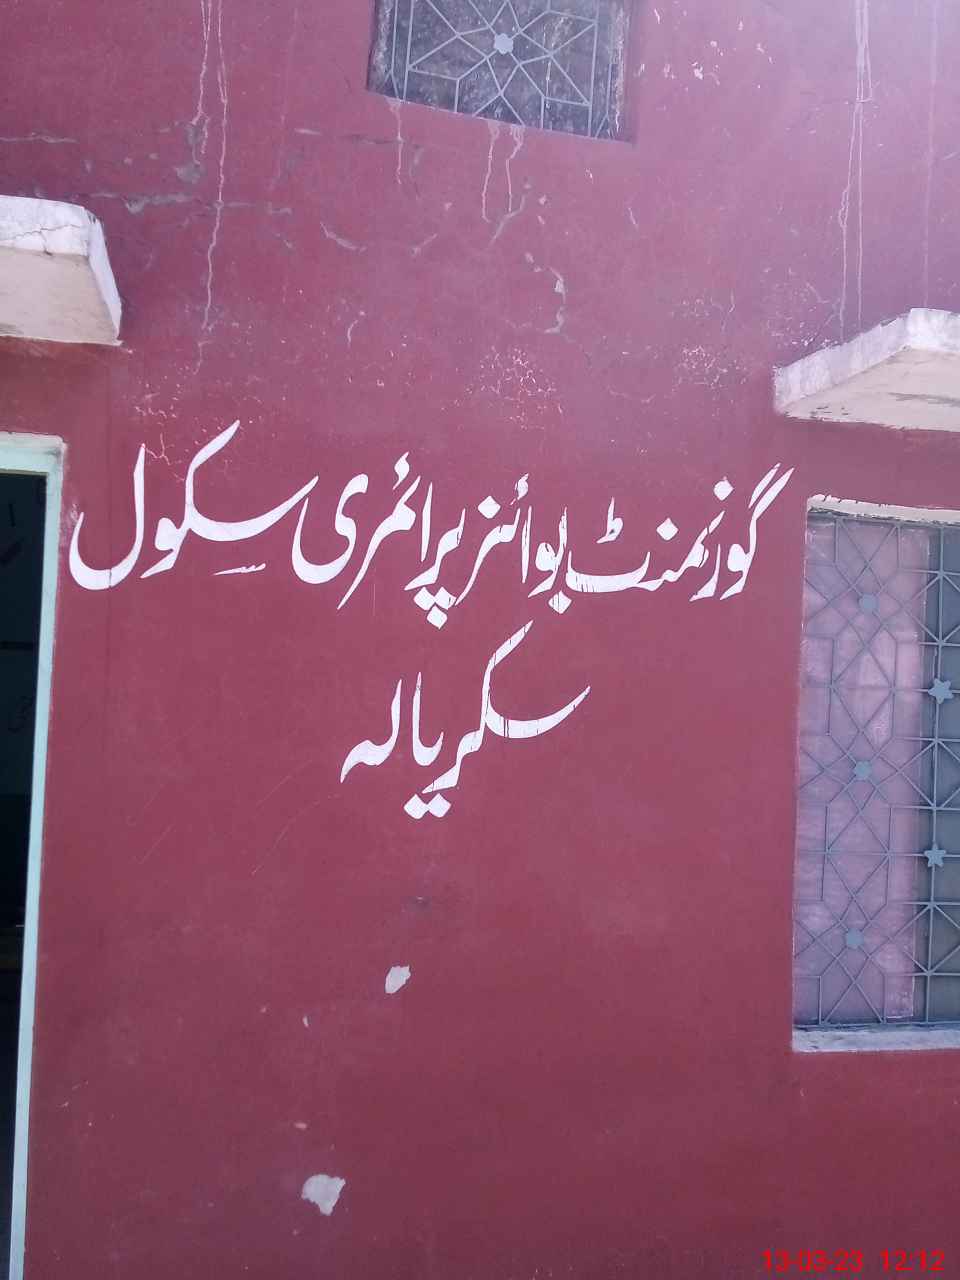 گورنمنٹ بوائز پرائمری سکول
سکریالہ
13-03-23 12:12